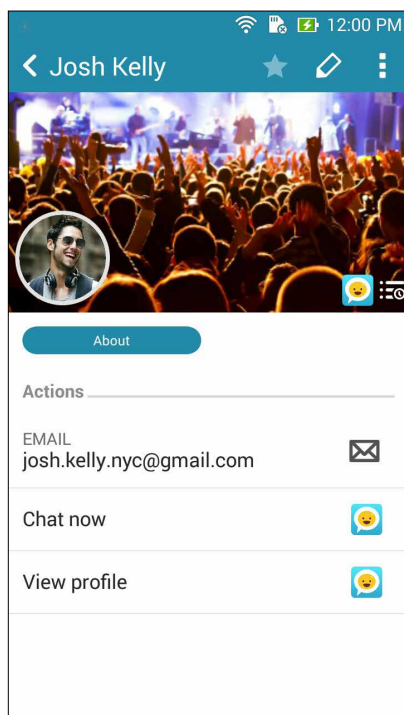 12:00 PM
Josh Kelly
About
Actions
EMAIL
josh.kelly.nyc@gmail.com
Chat now
View profile